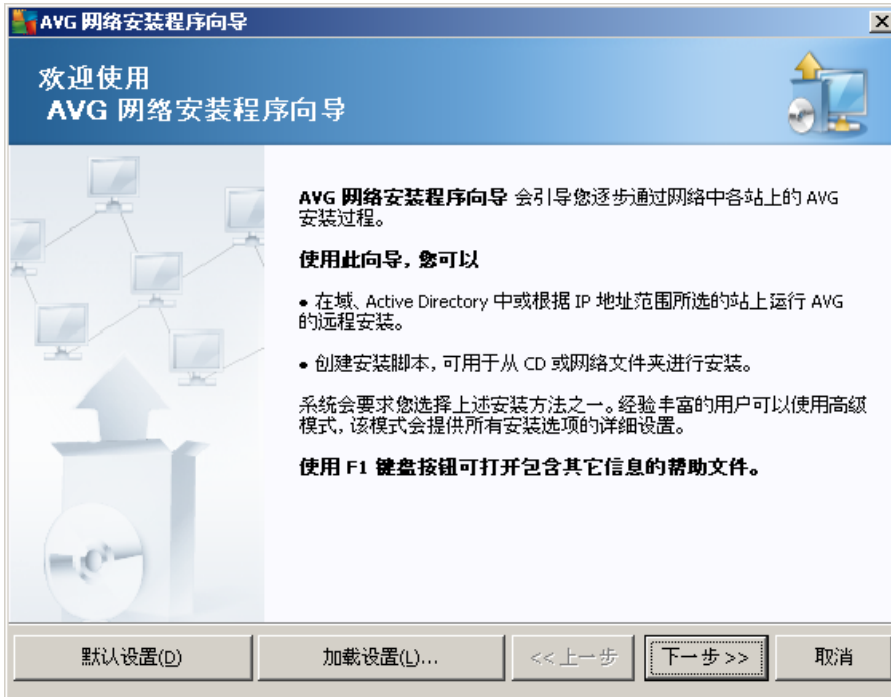 AVG 网络安装程序向导
欢迎使用
AVG 网络安装程序向导
AVG 网络安装程序向导 会引导您逐步通过网络中各站上的 AVG
安装过程。
使用此向导, 您可以
• 在域、Active Directory 中或根据 IP 地址范围所选的站上运行 AVG
的远程安装。
• 创建安装脚本, 可用于从 CD 或网络文件夹进行安装。
系统会要求您选择上述安装方法之一。经验丰富的用户可以使用高级
模式, 该模式会提供所有安装选项的详细设置。
使用 F1 键盘按钮可打开包含其它信息的帮助文件。
默认设置(D)
加载设置(L)...
<< 上一步
下一步 >>
取消